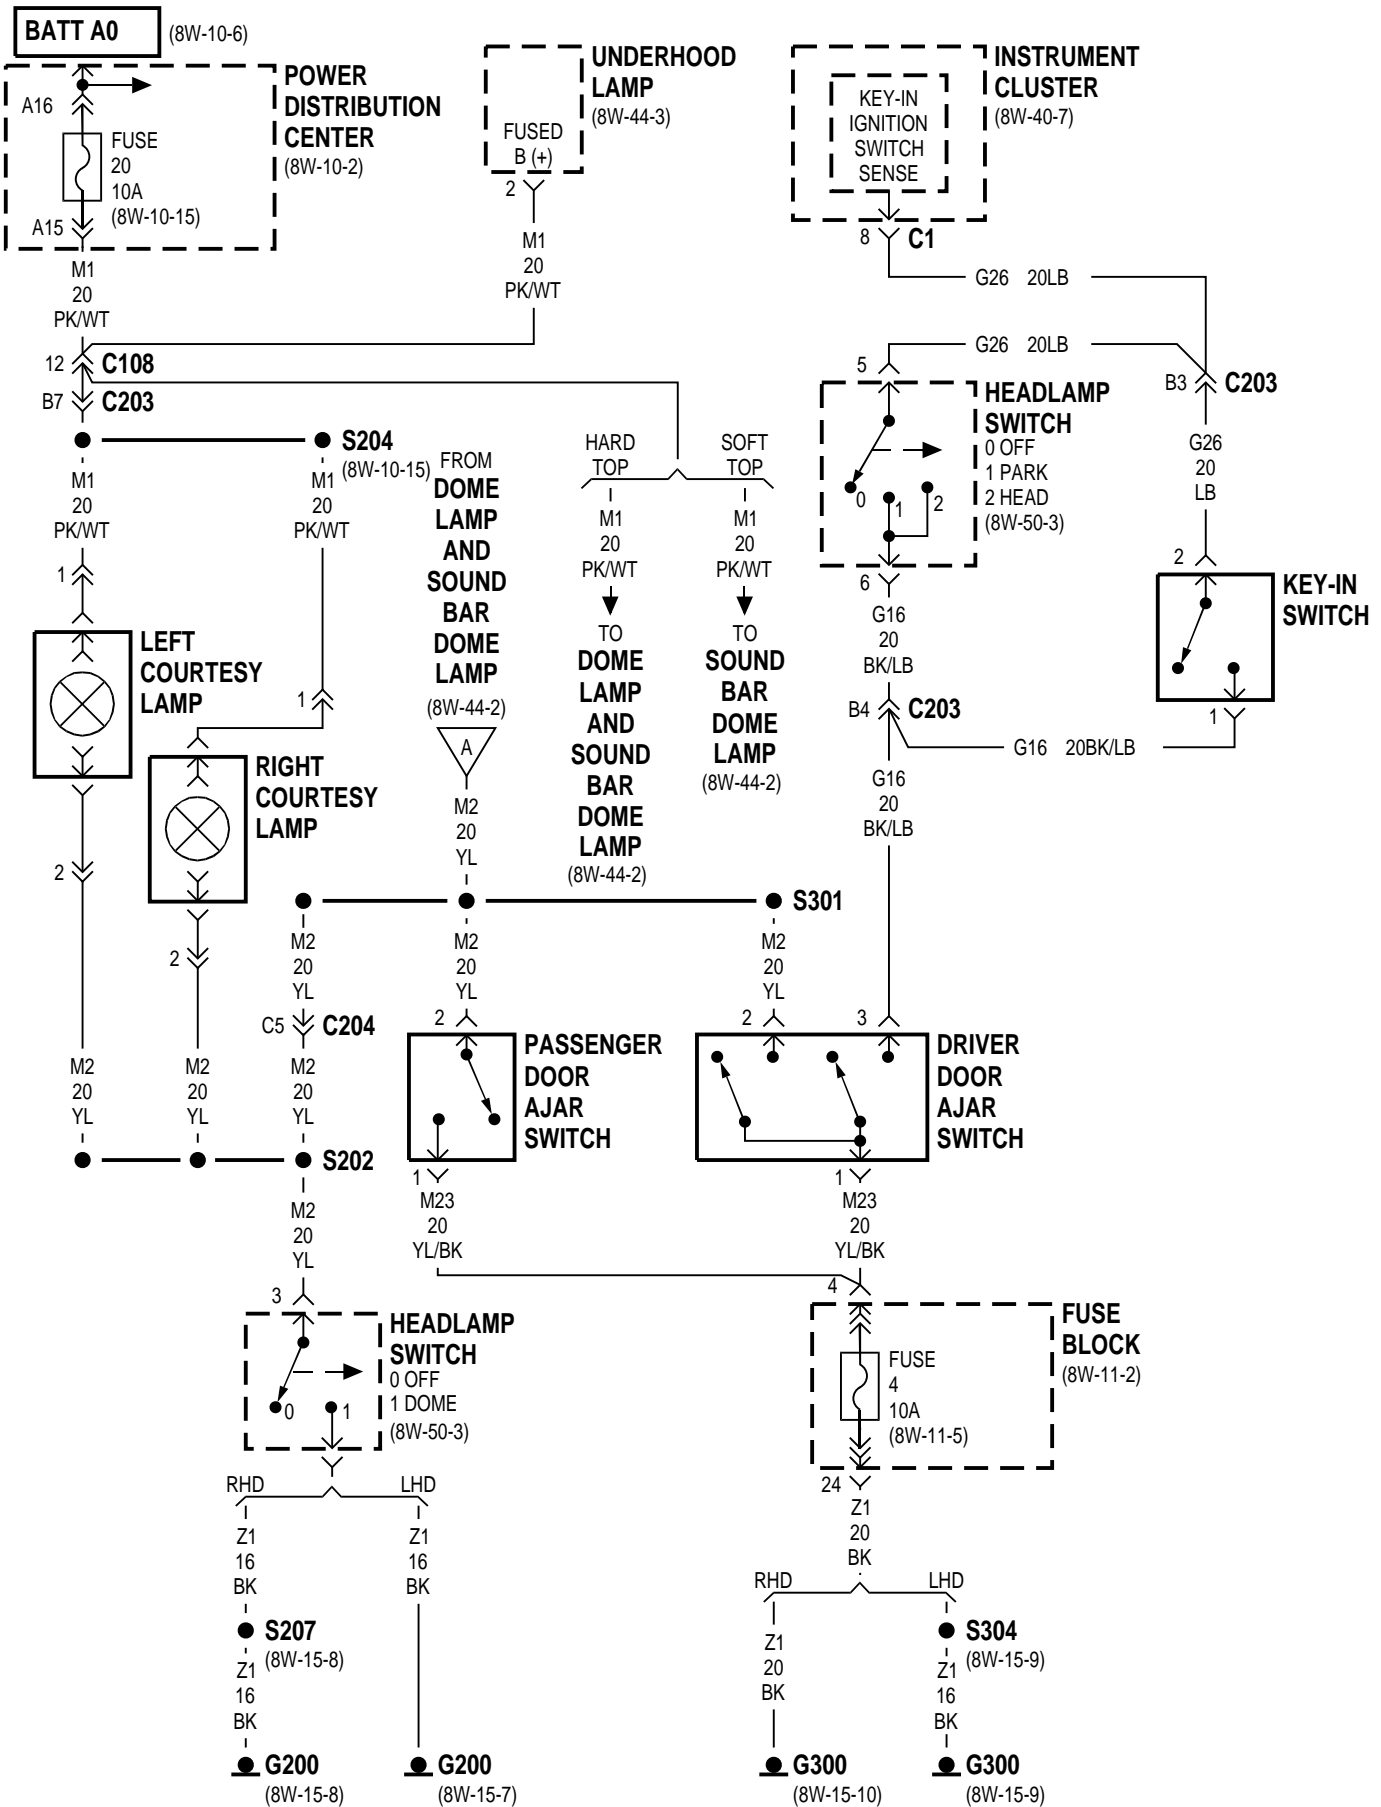 BATT A0
(8W-10-6)
POWER
DISTRIBUTION
CENTER
(8W-10-2)
A16
FUSE
20
10A
(8W-10-15)
A15
M1
20
PK/WT
UNDERHOOD
LAMP
(8W-44-3)
FUSED
B (+)
2
M1
20
PK/WT
INSTRUMENT
CLUSTER
(8W-40-7)
KEY-IN
IGNITION
SWITCH
SENSE
8
C1
G26 20LB
G26 20LB
12
C108
B7
C203
S204
(8W-10-15)
M1
20
PK/WT
M1
20
PK/WT
FROM
DOME
LAMP
AND
SOUND
BAR
DOME
LAMP
(8W-44-2)
A
HARD
TOP
M1
20
PK/WT
TO
DOME
LAMP
AND
SOUND
BAR
DOME
LAMP
(8W-44-2)
SOFT
TOP
M1
20
PK/WT
TO
SOUND
BAR
DOME
LAMP
(8W-44-2)
5
HEADLAMP
SWITCH
0 OFF
1 PARK
2 HEAD
(8W-50-3)
0
1
2
6
G16
20
BK/LB
B4
C203
G16 20BK/LB
G16
20
BK/LB
B3
C203
G26
20
LB
2
KEY-IN
SWITCH
1
1
LEFT
COURTESY
LAMP
2
1
RIGHT
COURTESY
LAMP
2
M2
20
YL
S301
M2
20
YL
M2
20
YL
M2
20
YL
C5
C204
M2
20
YL
M2
20
YL
M2
20
YL
S202
2
PASSENGER
DOOR
AJAR
SWITCH
1
M23
20
YL/BK
2
3
DRIVER
DOOR
AJAR
SWITCH
1
M23
20
YL/BK
M2
20
YL
3
HEADLAMP
SWITCH
0 OFF
1 DOME
(8W-50-3)
0
1
4
FUSE
BLOCK
(8W-11-2)
FUSE
4
10A
(8W-11-5)
24
Z1
20
BK
RHD
LHD
Z1
16
BK
Z1
16
BK
S207
(8W-15-8)
Z1
16
BK
G200
(8W-15-8)
G200
(8W-15-7)
RHD
LHD
Z1
20
BK
S304
(8W-15-9)
Z1
16
BK
G300
(8W-15-10)
G300
(8W-15-9)